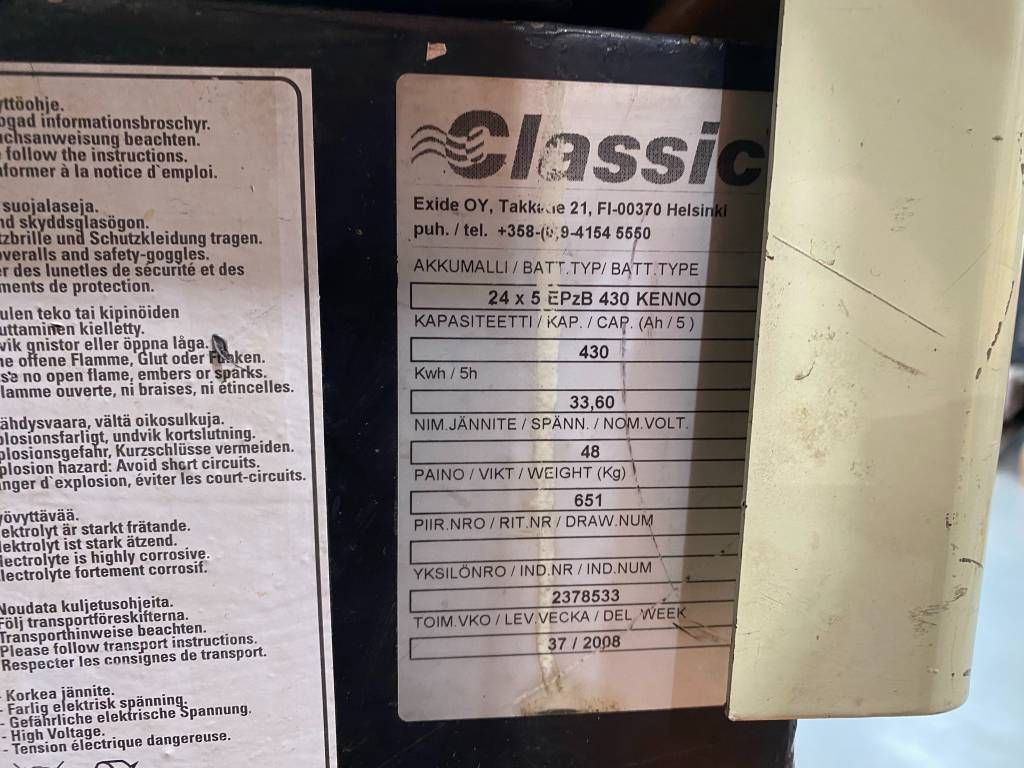 yttöohje.
ogad informationsbroschyr.
uchsanweisung beachten.
follow the instructions.
nformer à la notice d`emploi.
suojalaseja.
nd skyddsglasögon.
tzbrille und Schutzkleidung tragen.
overalls and safety-goggles.
er des lunetles de sécurité et des
ments de protection.
ulen teko tai kipinöiden
uttaminen kielletty.
vik gnistor eller öppna låga.
ne offene Flamme, Glut oder Funken.
no open flame, embers or sparks.
lamme ouverte, ni braises, ni étincelles.
ähdysvaara, vältä oikosulkuja.
plosionsfarligt, undvik kortslutning.
plosionsgefahr, Kurzschlüsse vermeiden.
plosion hazard: Avoid short circuits.
nger d`explosion, éviter les court-circuits.
yövyttävää.
lektrolyt är starkt frätande.
lektrolyt ist stark ätzend.
lectrolyte is highly corrosive.
lectrolyte fortement corrosif.
Noudata kuljetusohjeita.
Följ transportföreskifterna.
Transporthinweise beachten.
Please follow transport instructions.
Respecter les consignes de transport.
- Korkea jännite.
- Farlig elektrisk spänning.
- Gefährliche elektrische Spannung.
- High Voltage.
- Tension électrique dangereuse.
Classic
Exide OY, 21, FI-00370 Helsinki
puh. / tel. +358-(0)9-4154 5550
AKKUMALLI / BATT.TYP/ BATT.TYPE
24 x 5 EPzB 430 KENNO
KAPASITEETTI / KAP. / CAP. (Ah / 5 )
430
Kwh / 5h
33,60
NIM.JÄNNITE / SPÄNN. / NOM.VOLT.
48
PAINO / VIKT / WEIGHT (Kg)
651
PIIR.NRO / RIT.NR / DRAW.NUM
YKSILÖNRO / IND.NR / IND.NUM
2378533
TOIM.VKO / LEV.VECKA / DEL WEEK
37 / 2008